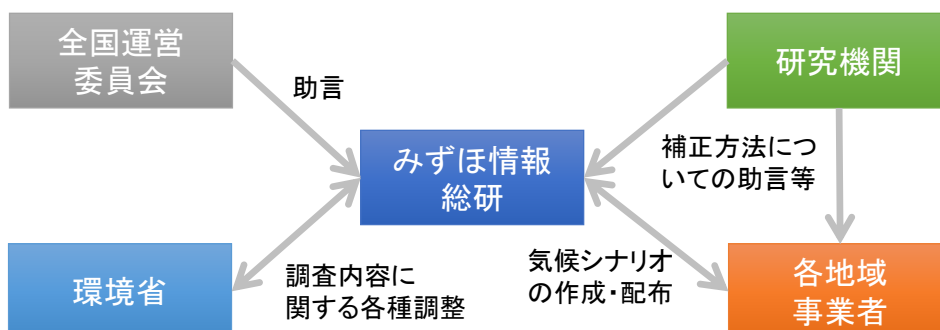 全国運営
委員会
助言
研究機関
みずほ情報
総研
補正方法につ
いての助言等
環境省
調査内容に
関する各種調整
気候シナリオ
の作成・配布
各地域
事業者